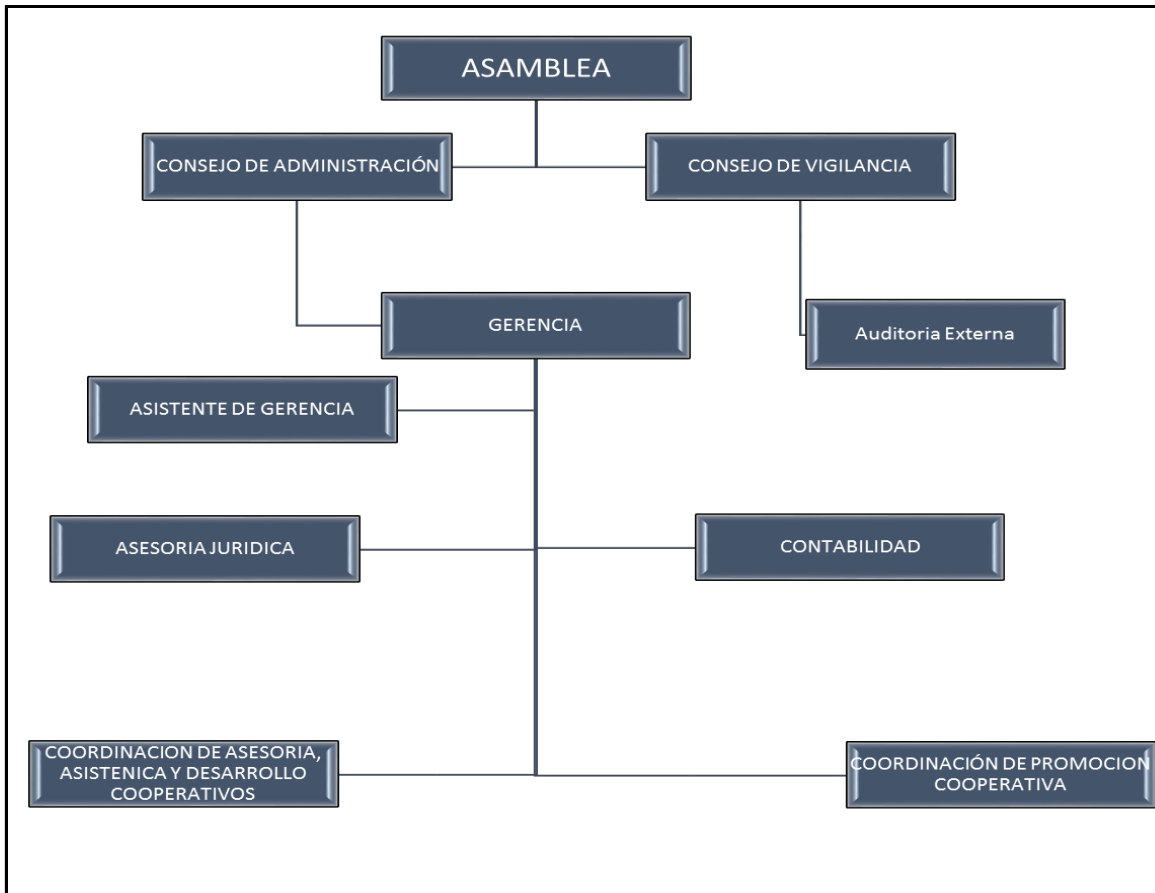 ASAMBLEA
CONSEJO DE ADMINISTRACIÓN
CONSEJO DE VIGILANCIA
GERENCIA
Auditoria Externa
ASISTENTE DE GERENCIA
ASESORIA JURIDICA
CONTABILIDAD
COORDINACION DE ASESORIA,
ASISTENICA Y DESARROLLO
COOPERATIVOS
COORDINACIÓN DE PROMOCION
COOPERATIVA